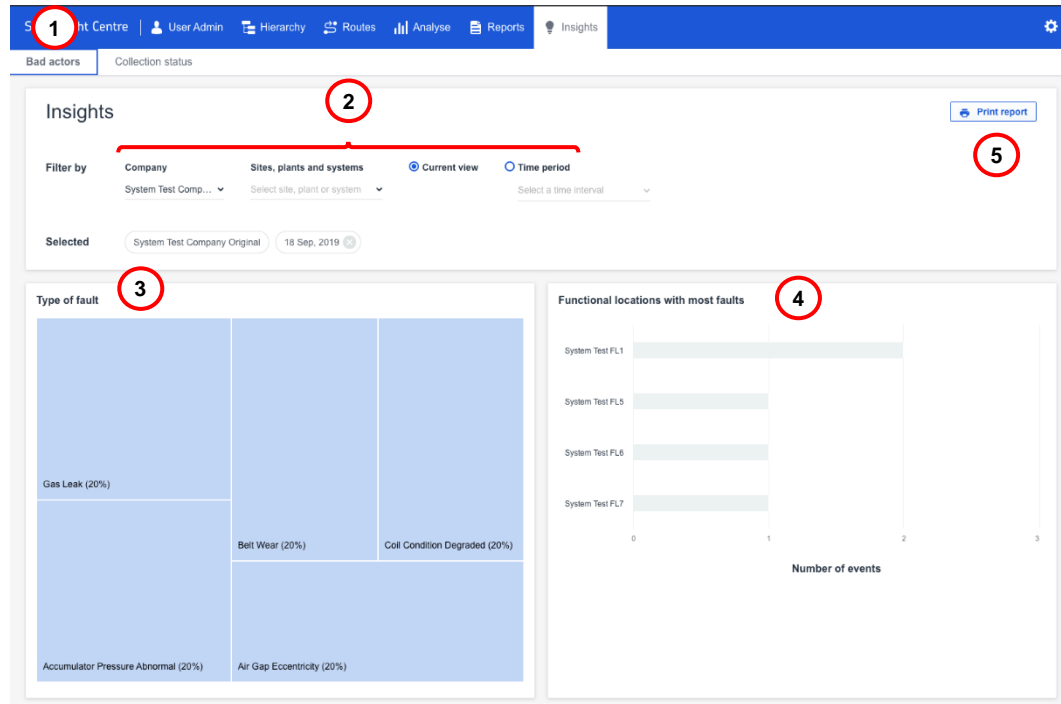 1
ht Centre User Admin Hierarchy Routes Analyse Reports Insights
Bad actors Collection status
Insights
2
Print report
5
Filter by
Company Sites, plants and systems Current view Time period
System Test Comp... Select site, plant or system Select a time interval
Selected System Test Company Original 18 Sep, 2019
3
Type of fault
Gas Leak (20%)
Belt Wear (20%) Coil Condition Degraded (20%)
Accumulator Pressure Abnormal (20%) Air Gap Eccentricity (20%)
4
Functional locations with most faults
System Test FL1
System Test FL5
System Test FL6
System Test FL7
0 1 2 3
Number of events